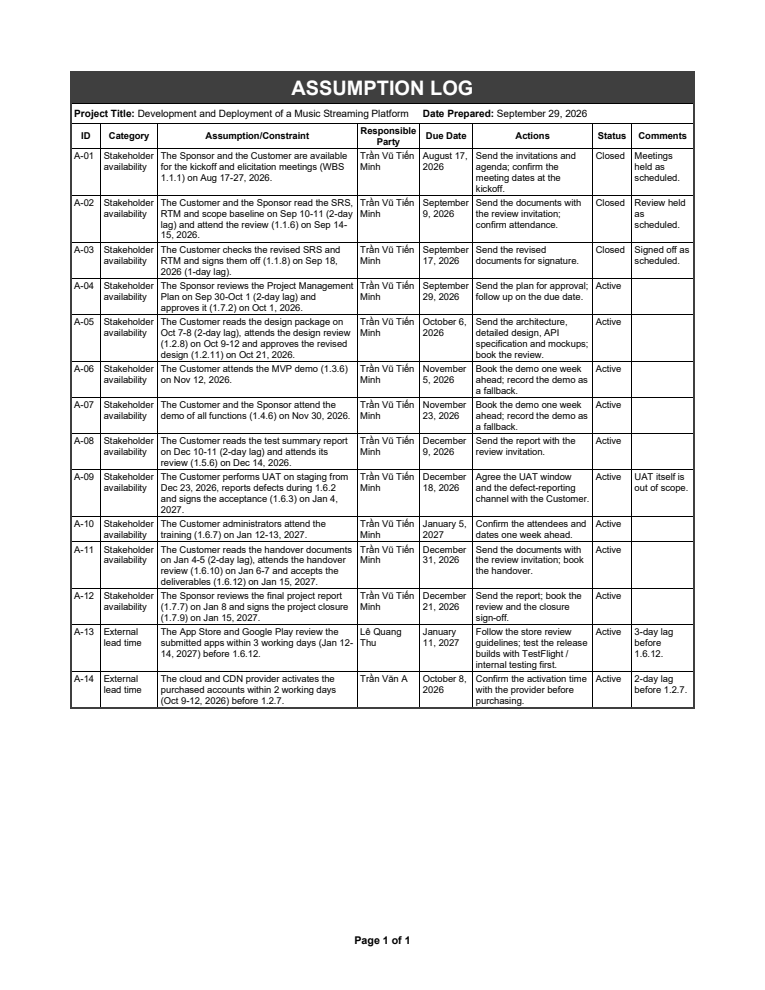 ASSUMPTION LOG
Project Title: Development and Deployment of a Music Streaming Platform Date Prepared: September 29, 2026
ID Category Assumption/Constraint Responsible Party Due Date Actions Status Comments
A-01 Stakeholder availability The Sponsor and the Customer are available for the kickoff and elicitation meetings (WBS 1.1.1) on Aug 17-27, 2026. Trần Vũ Tiến Minh August 17, 2026 Send the invitations and agenda; confirm the meeting dates at the kickoff. Closed Meetings held as scheduled.
A-02 Stakeholder availability The Customer and the Sponsor read the SRS, RTM and scope baseline on Sep 10-11 (2-day lag) and attend the review (1.1.6) on Sep 14-15, 2026. Trần Vũ Tiến Minh September 9, 2026 Send the documents with the review invitation; confirm attendance. Closed Review held as scheduled.
A-03 Stakeholder availability The Customer checks the revised SRS and RTM and signs them off (1.1.8) on Sep 18, 2026 (1-day lag). Trần Vũ Tiến Minh September 17, 2026 Send the revised documents for signature. Closed Signed off as scheduled.
A-04 Stakeholder availability The Sponsor reviews the Project Management Plan on Sep 30-Oct 1 (2-day lag) and approves it (1.7.2) on Oct 1, 2026. Trần Vũ Tiến Minh September 29, 2026 Send the plan for approval; follow up on the due date. Active
A-05 Stakeholder availability The Customer reads the design package on Oct 7-8 (2-day lag), attends the design review (1.2.8) on Oct 9-12 and approves the revised design (1.2.11) on Oct 21, 2026. Trần Vũ Tiến Minh October 6, 2026 Send the architecture, detailed design, API specification and mockups; book the review. Active
A-06 Stakeholder availability The Customer attends the MVP demo (1.3.6) on Nov 12, 2026. Trần Vũ Tiến Minh November 5, 2026 Book the demo one week ahead; record the demo as a fallback. Active
A-07 Stakeholder availability The Customer and the Sponsor attend the demo of all functions (1.4.6) on Nov 30, 2026. Trần Vũ Tiến Minh November 23, 2026 Book the demo one week ahead; record the demo as a fallback. Active
A-08 Stakeholder availability The Customer reads the test summary report on Dec 10-11 (2-day lag) and attends its review (1.5.6) on Dec 14, 2026. Trần Vũ Tiến Minh December 9, 2026 Send the report with the review invitation. Active
A-09 Stakeholder availability The Customer performs UAT on staging from Dec 23, 2026, reports defects during 1.6.2 and signs the acceptance (1.6.3) on Jan 4, 2027. Trần Vũ Tiến Minh December 18, 2026 Agree the UAT window and the defect-reporting channel with the Customer. Active UAT itself is out of scope.
A-10 Stakeholder availability The Customer administrators attend the training (1.6.7) on Jan 12-13, 2027. Trần Vũ Tiến Minh January 5, 2027 Confirm the attendees and dates one week ahead. Active
A-11 Stakeholder availability The Customer reads the handover documents on Jan 4-5 (2-day lag), attends the handover review (1.6.10) on Jan 6-7 and accepts the deliverables (1.6.12) on Jan 15, 2027. Trần Vũ Tiến Minh December 31, 2026 Send the documents with the review invitation; book the handover. Active
A-12 Stakeholder availability The Sponsor reviews the final project report (1.7.7) on Jan 8 and signs the project closure (1.7.9) on Jan 15, 2027. Trần Vũ Tiến Minh December 21, 2026 Send the report; book the review and the closure sign-off. Active
A-13 External lead time The App Store and Google Play review the submitted apps within 3 working days (Jan 12-14, 2027) before 1.6.12. Lê Quang Thu January 11, 2027 Follow the store review guidelines; test the release builds with TestFlight / internal testing first. Active 3-day lag before 1.6.12.
A-14 External lead time The cloud and CDN provider activates the purchased accounts within 2 working days (Oct 9-12, 2026) before 1.2.7. Trần Văn A October 8, 2026 Confirm the activation time with the provider before purchasing. Active 2-day lag before 1.2.7.
Page 1 of 1